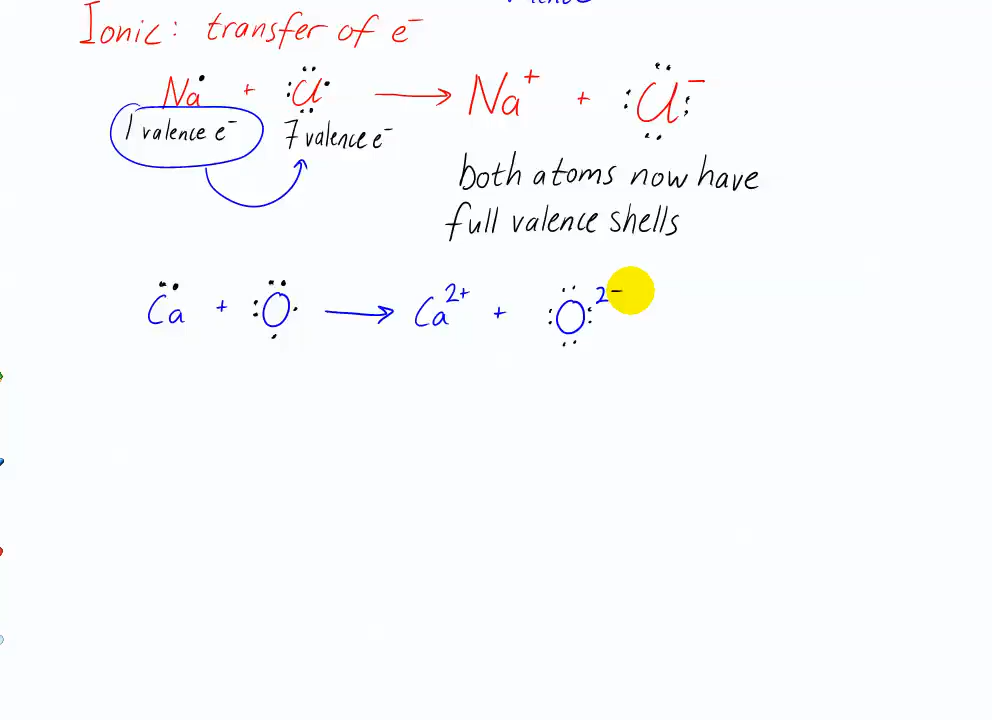 Ionic: transfer of e⁻
Na + Cl ⟶ Na⁺ + Cl⁻
1 valence e⁻ 7 valence e⁻
both atoms now have
full valence shells
Ca + O ⟶ Ca²⁺ + O²⁻